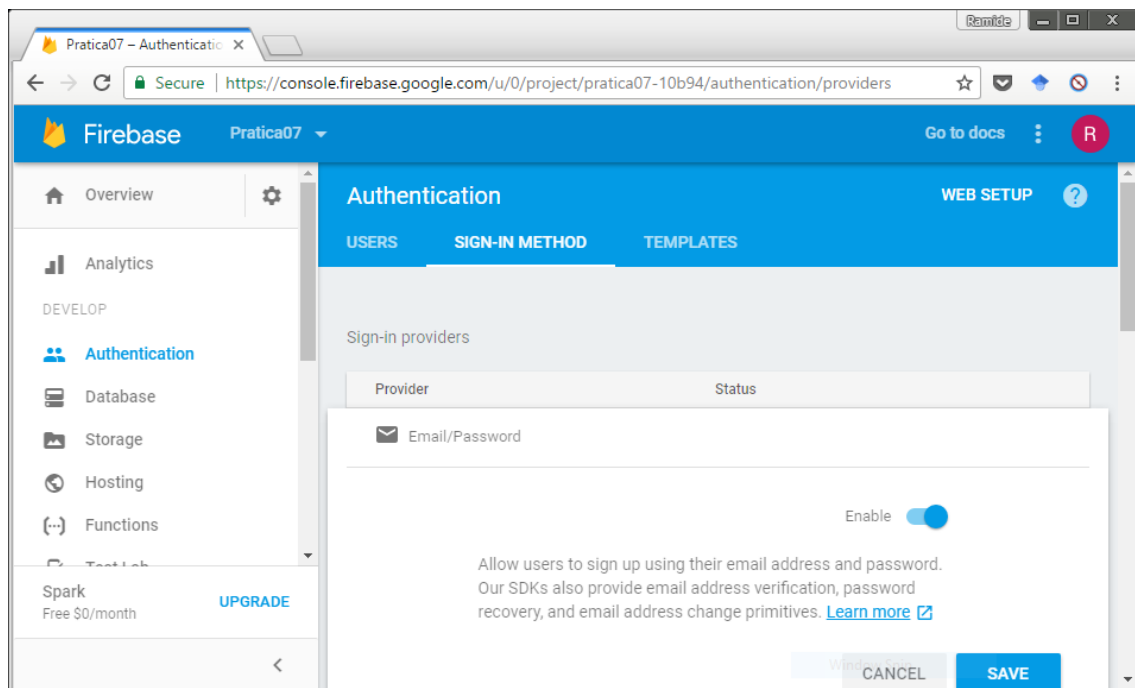 Ramide
Pratica07 – Authenticatio
Secure | https://console.firebase.google.com/u/0/project/pratica07-10b94/authentication/providers
Firebase Pratica07 Go to docs R
Overview
Authentication WEB SETUP
USERS SIGN-IN METHOD TEMPLATES
Analytics
DEVELOP
Sign-in providers
Authentication
Provider Status
Database
Email/Password
Storage
Hosting
Enable
Functions
Test Lab
Allow users to sign up using their email address and password.
Our SDKs also provide email address verification, password
recovery, and email address change primitives. Learn more
Spark
Free $0/month
UPGRADE
CANCEL SAVE